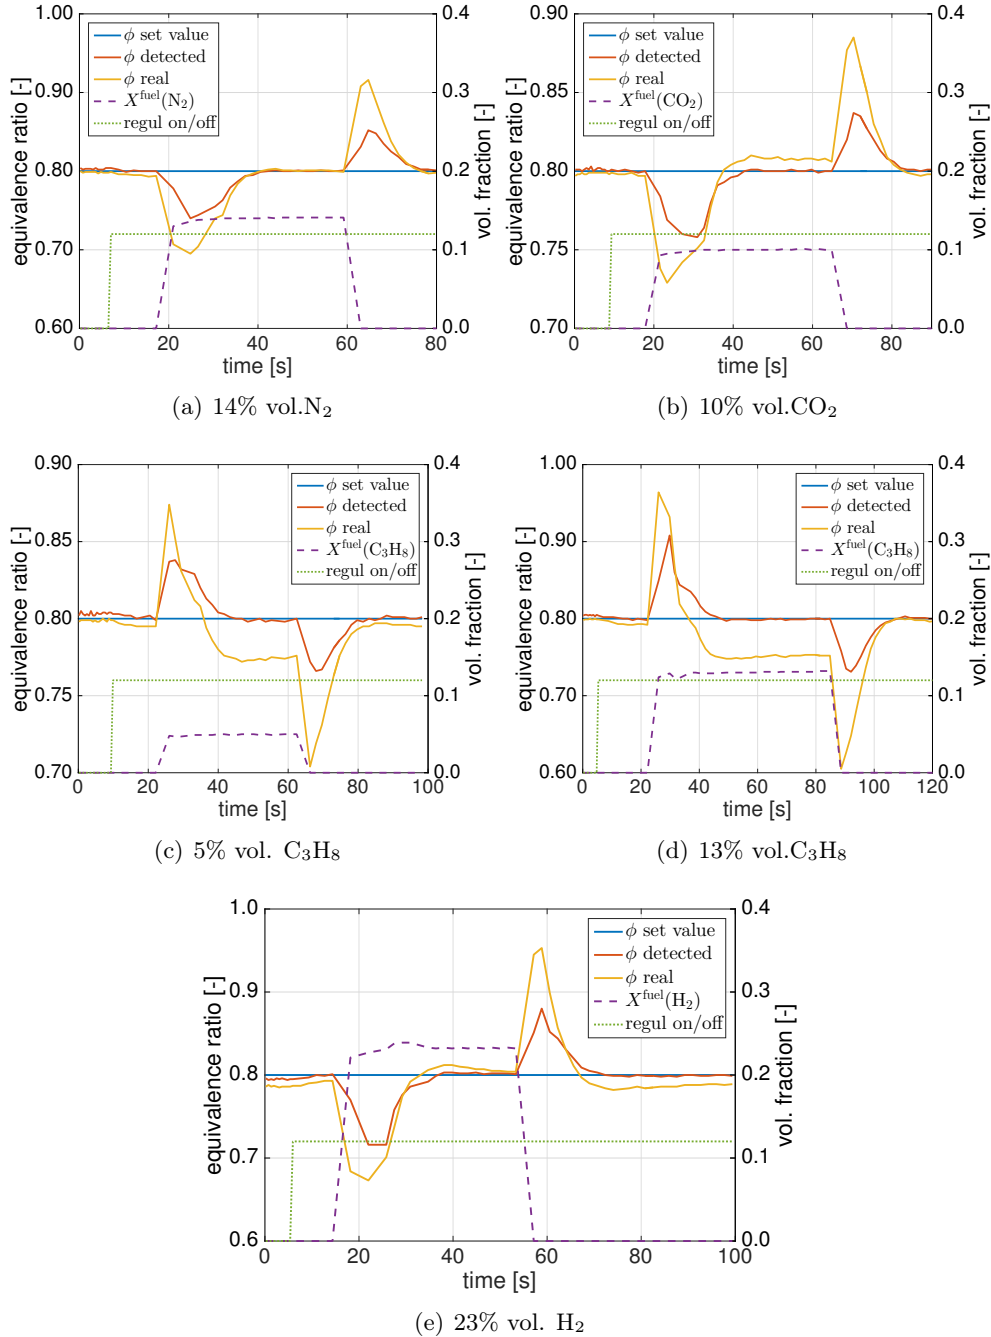 1.00
0.90
0.80
0.70
0.60
equivalence ratio [-]
0.4
0.3
0.2
0.1
0.0
vol. fraction [-]
ϕ set value
ϕ detected
ϕ real
X^fuel(N₂)
regul on/off
0 20 40 60 80
time [s]
(a) 14% vol.N₂
0.90
0.85
0.80
0.75
0.70
equivalence ratio [-]
0.4
0.3
0.2
0.1
0.0
vol. fraction [-]
ϕ set value
ϕ detected
ϕ real
X^fuel(CO₂)
regul on/off
0 20 40 60 80
time [s]
(b) 10% vol.CO₂
0.90
0.85
0.80
0.75
0.70
equivalence ratio [-]
0.4
0.3
0.2
0.1
0.0
vol. fraction [-]
ϕ set value
ϕ detected
ϕ real
X^fuel(C₃H₈)
regul on/off
0 20 40 60 80 100
time [s]
(c) 5% vol. C₃H₈
1.00
0.90
0.80
0.70
0.60
equivalence ratio [-]
0.4
0.3
0.2
0.1
0.0
vol. fraction [-]
ϕ set value
ϕ detected
ϕ real
X^fuel(C₃H₈)
regul on/off
0 20 40 60 80 100 120
time [s]
(d) 13% vol.C₃H₈
1.0
0.9
0.8
0.7
0.6
equivalence ratio [-]
0.4
0.3
0.2
0.1
0.0
vol. fraction [-]
ϕ set value
ϕ detected
ϕ real
X^fuel(H₂)
regul on/off
0 20 40 60 80 100
time [s]
(e) 23% vol. H₂